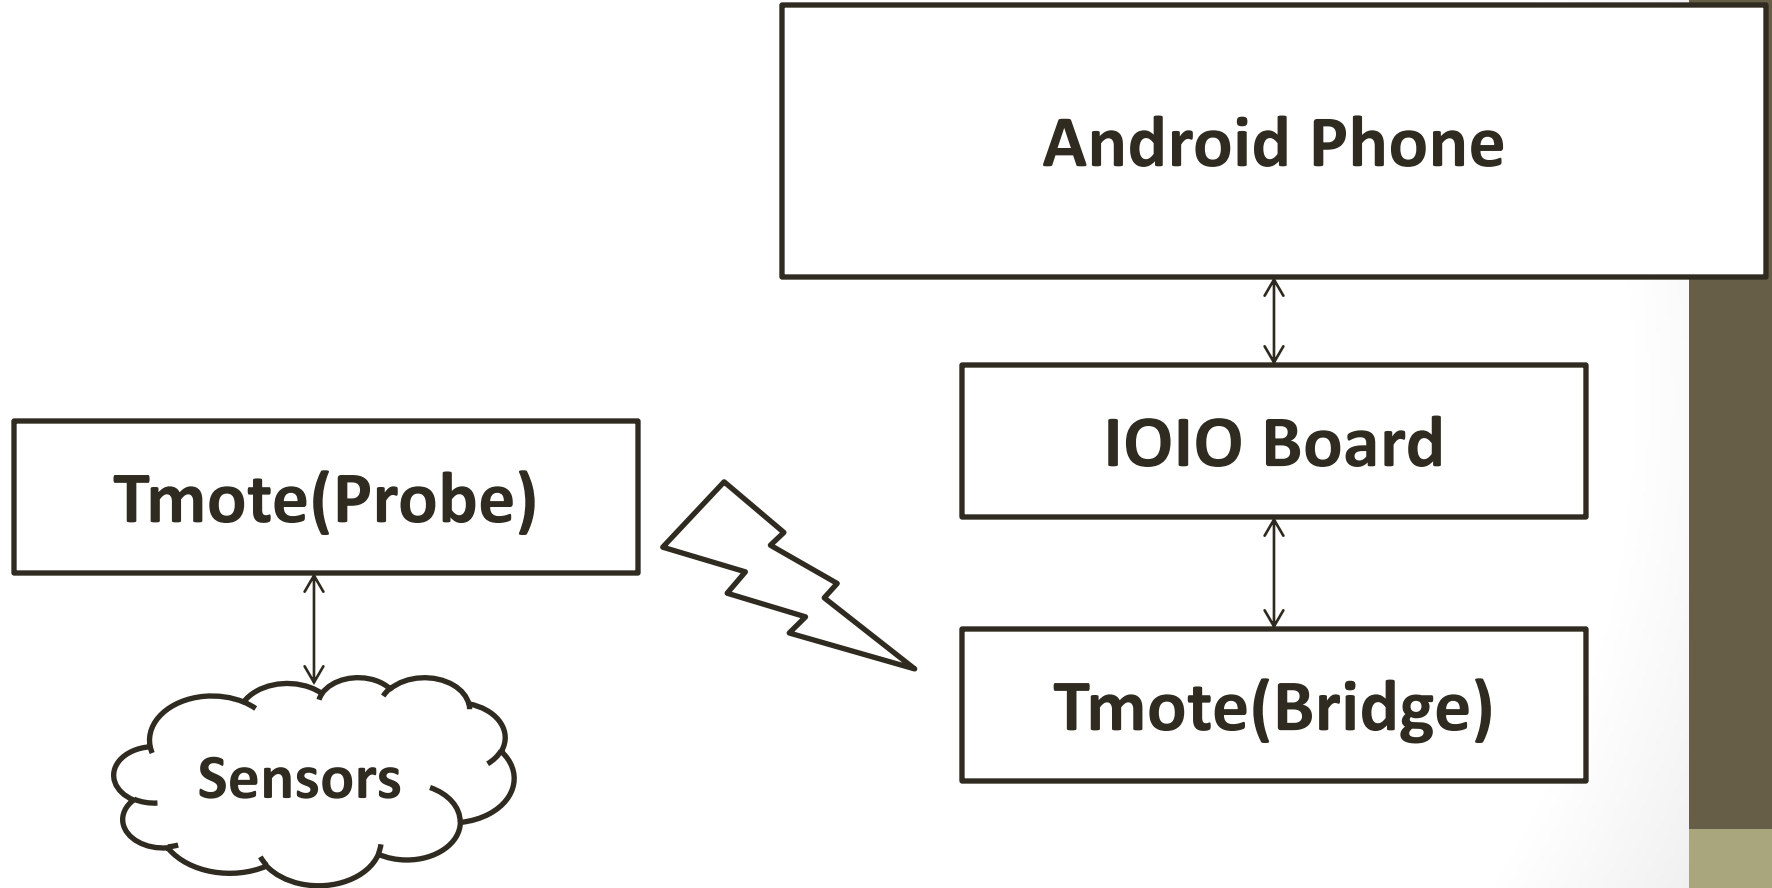 Android Phone
IOIO Board
Tmote(Probe)
Tmote(Bridge)
Sensors